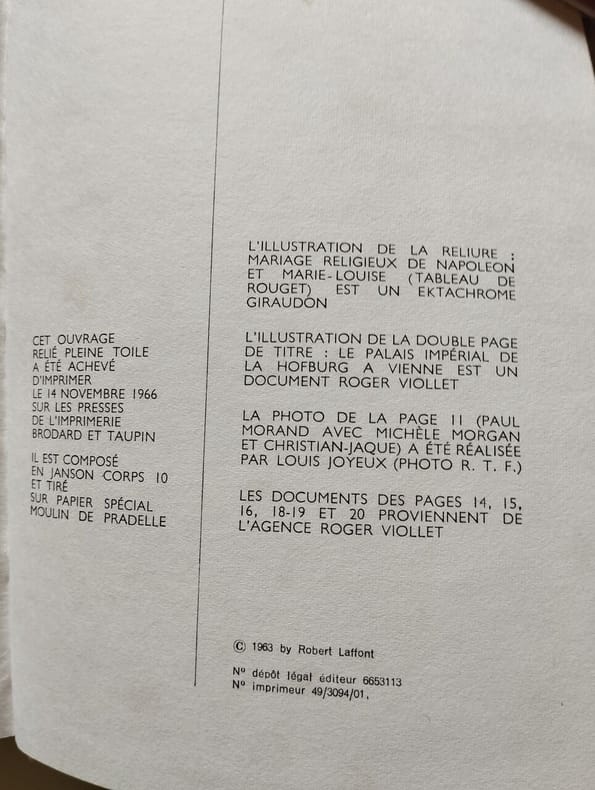 CET OUVRAGE
RELIÉ PLEINE TOILE
A ÉTÉ ACHEVÉ
D'IMPRIMER
LE 14 NOVEMBRE 1966
SUR LES PRESSES
DE L'IMPRIMERIE
BRODARD ET TAUPIN
IL EST COMPOSÉ
EN JANSON CORPS 10
ET TIRÉ
SUR PAPIER SPÉCIAL
MOULIN DE PRADELLE
L'ILLUSTRATION DE LA RELIURE :
MARIAGE RELIGIEUX DE NAPOLEON
ET MARIE-LOUISE (TABLEAU DE
ROUGET) EST UN EKTACHROME
GIRAUDON
L'ILLUSTRATION DE LA DOUBLE PAGE
DE TITRE : LE PALAIS IMPÉRIAL DE
LA HOFBURG A VIENNE EST UN
DOCUMENT ROGER VIOLLET
LA PHOTO DE LA PAGE 11 (PAUL
MORAND AVEC MICHÈLE MORGAN
ET CHRISTIAN-JAQUE) A ÉTÉ RÉALISÉE
PAR LOUIS JOYEUX (PHOTO R. T. F.)
LES DOCUMENTS DES PAGES 14, 15,
16, 18-19 ET 20 PROVIENNENT DE
L'AGENCE ROGER VIOLLET
© 1963 by Robert Laffont
Nº dépôt légal éditeur 6653113
Nº imprimeur 49/3094/01.